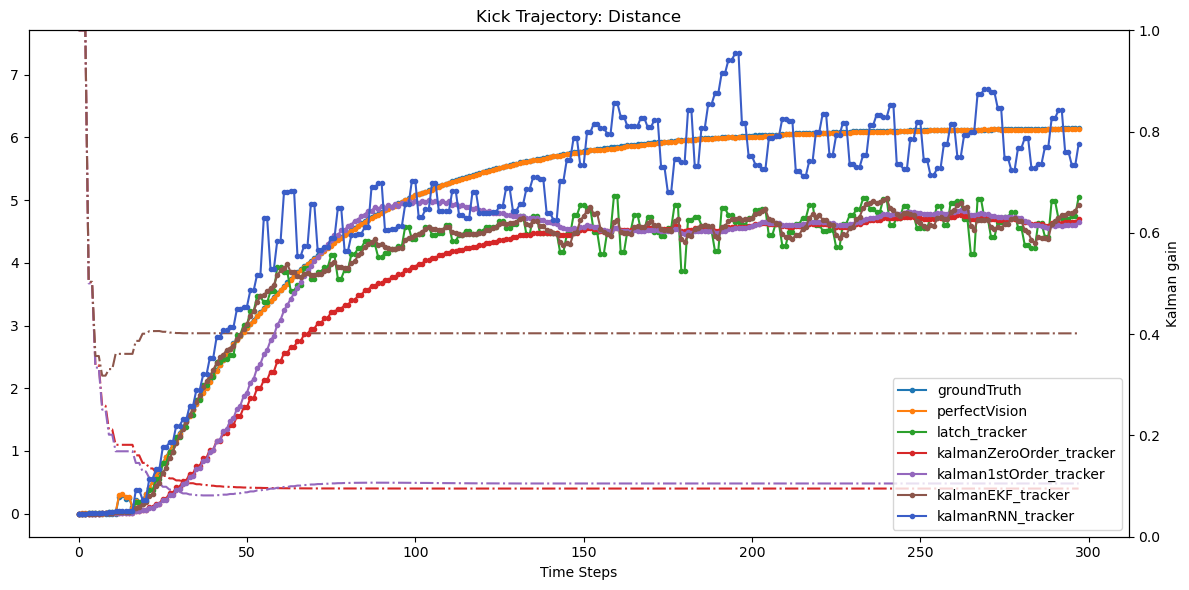 Kick Trajectory: Distance
7
6
5
4
3
2
1
0
1.0
0.8
0.6
0.4
0.2
0.0
Kalman gain
groundTruth
perfectVision
latch_tracker
kalmanZeroOrder_tracker
kalman1stOrder_tracker
kalmanEKF_tracker
kalmanRNN_tracker
0 50 100 150 200 250 300
Time Steps